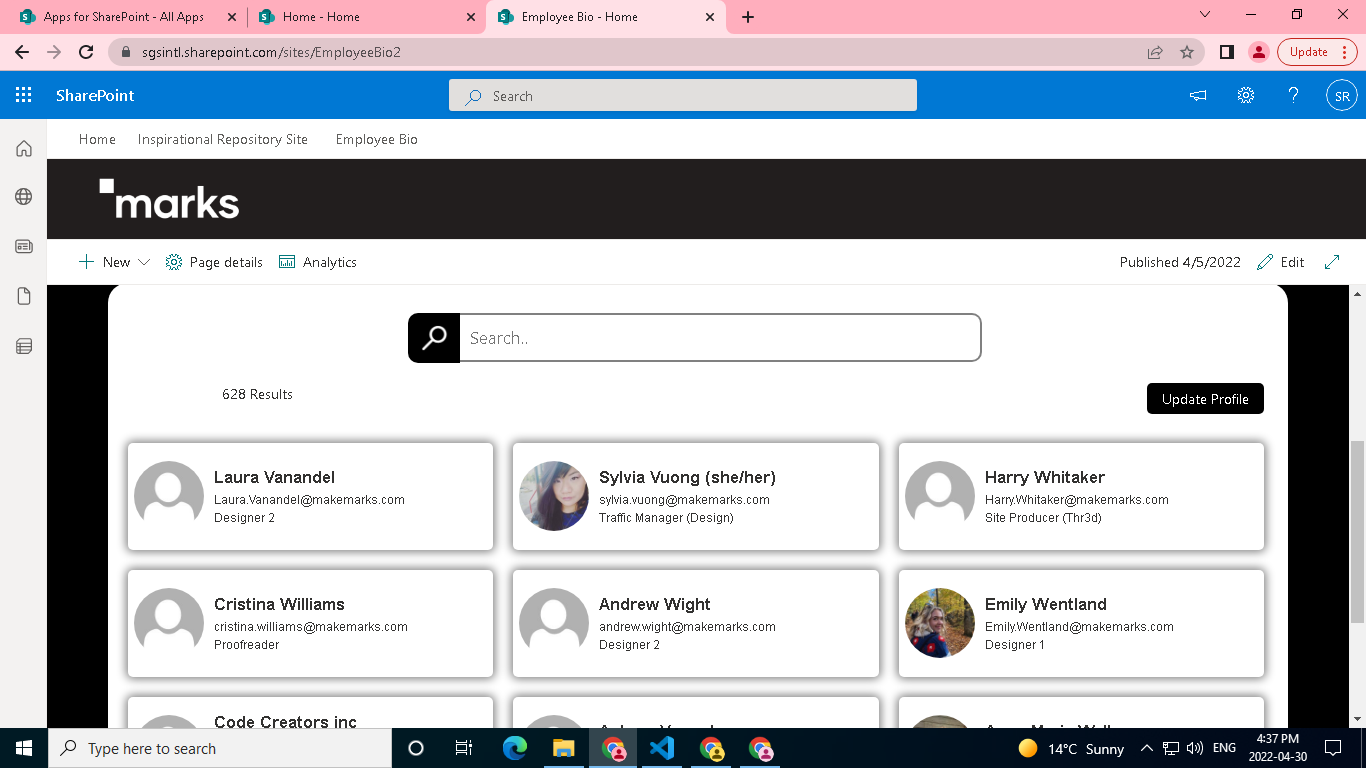 Apps for SharePoint - All Apps
Home - Home
Employee Bio - Home
sgsintl.sharepoint.com/sites/EmployeeBio2
Update
SharePoint
Search
SR
Home
Inspirational Repository Site
Employee Bio
marks
New
Page details
Analytics
Published 4/5/2022
Edit
Search..
628 Results
Update Profile
Laura Vanandel
Laura.Vanandel@makemarks.com
Designer 2
Sylvia Vuong (she/her)
sylvia.vuong@makemarks.com
Traffic Manager (Design)
Harry Whitaker
Harry.Whitaker@makemarks.com
Site Producer (Thr3d)
Cristina Williams
cristina.williams@makemarks.com
Proofreader
Andrew Wight
andrew.wight@makemarks.com
Designer 2
Emily Wentland
Emily.Wentland@makemarks.com
Designer 1
Code Creators inc
Type here to search
14°C Sunny
ENG
4:37 PM
2022-04-30